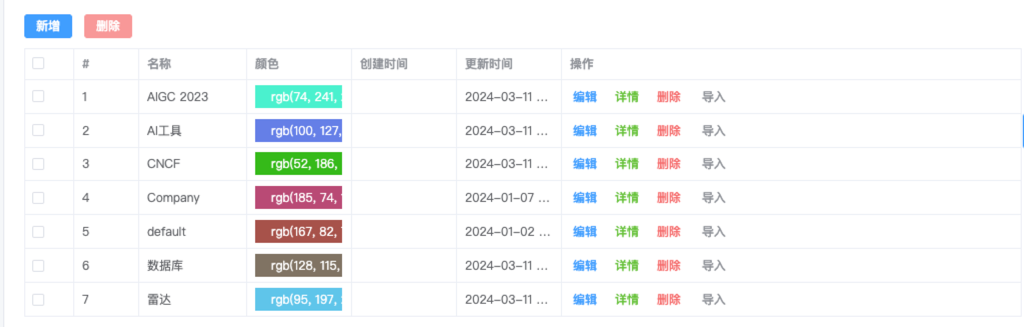 新增 删除
# 名称 颜色 创建时间 更新时间 操作
1 AIGC 2023 rgb(74, 241, 2024-03-11 ... 编辑 详情 删除 导入
2 AI工具 rgb(100, 127, 2024-03-11 ... 编辑 详情 删除 导入
3 CNCF rgb(52, 186, 2024-03-11 ... 编辑 详情 删除 导入
4 Company rgb(185, 74, 2024-01-07 ... 编辑 详情 删除 导入
5 default rgb(167, 82, 2024-01-02 ... 编辑 详情 删除 导入
6 数据库 rgb(128, 115, 2024-03-11 ... 编辑 详情 删除 导入
7 雷达 rgb(95, 197, 2024-03-11 ... 编辑 详情 删除 导入